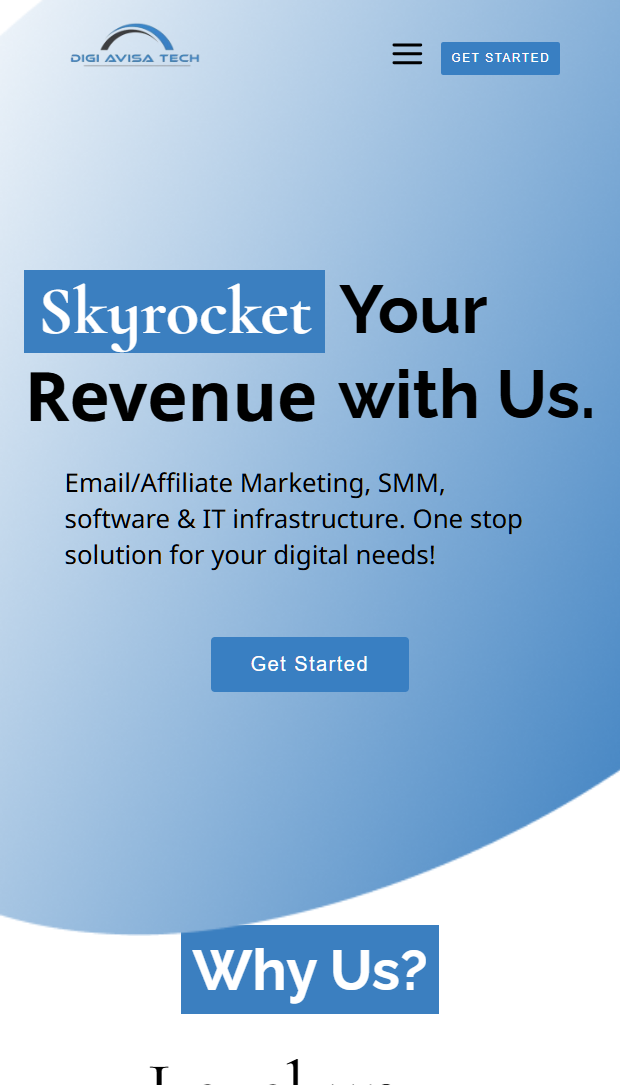 DIGI AVISA TECH
GET STARTED
Skyrocket Your
Revenue with Us.
Email/Affiliate Marketing, SMM,
software & IT infrastructure. One stop
solution for your digital needs!
Get Started
Why Us?